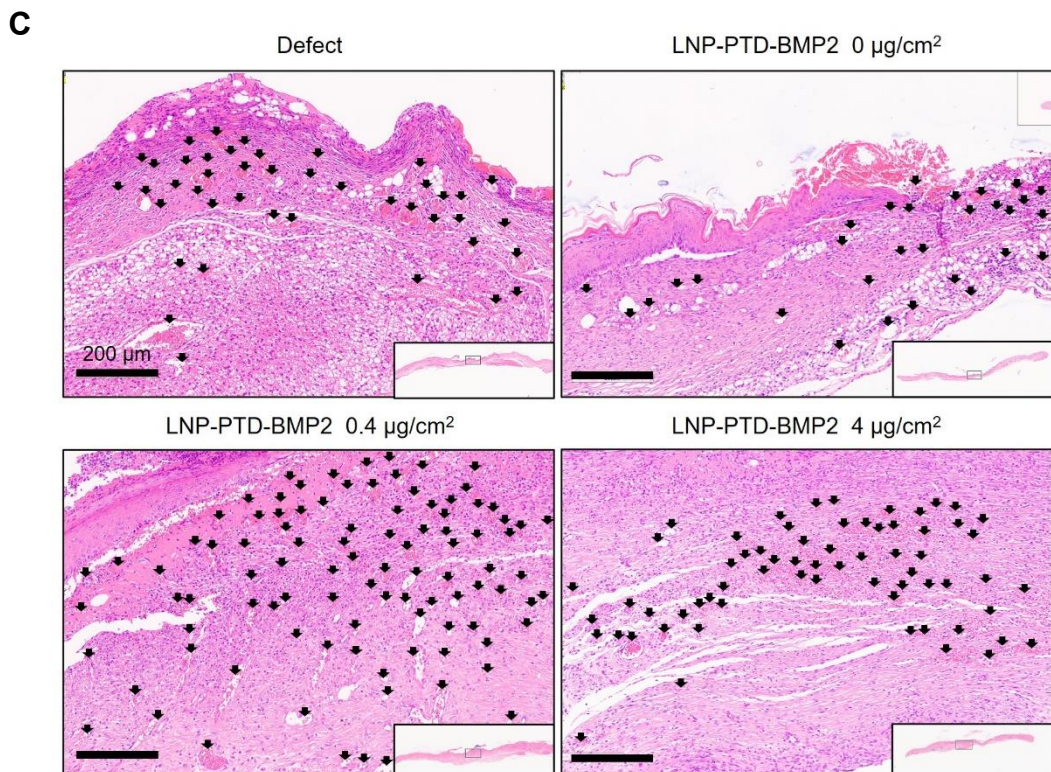 C
Defect
LNP-PTD-BMP2 0 µg/cm²
200 µm
LNP-PTD-BMP2 0.4 µg/cm²
LNP-PTD-BMP2 4 µg/cm²